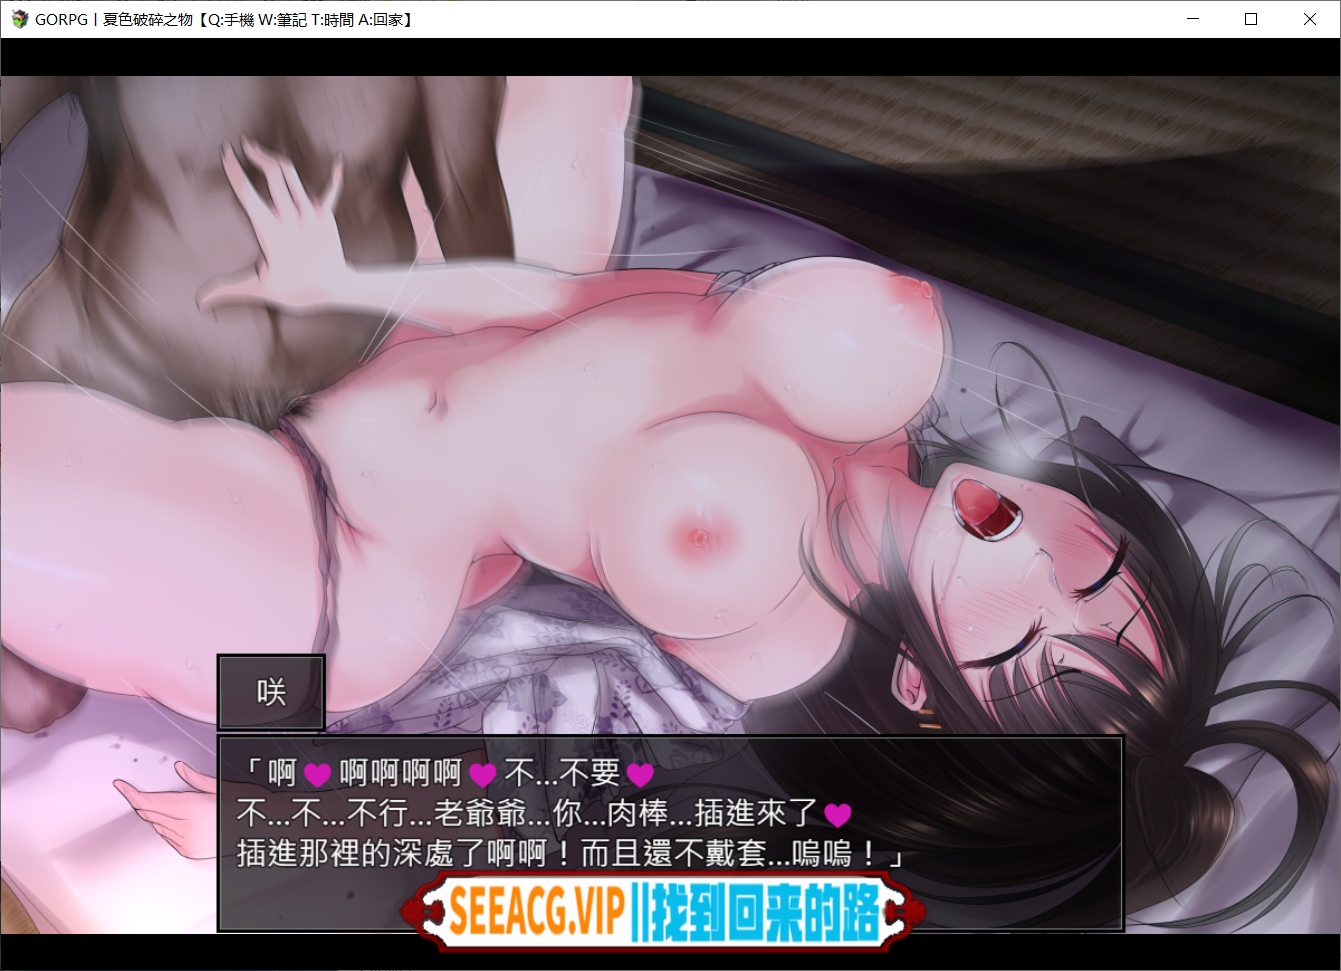 GORPG丨夏色破碎之物【Q:手機 W:筆記 T:時間 A:回家】
咲
「啊♥啊啊啊啊♥不...不要♥
不...不...不行...老爺爺...你...肉棒...插進來了♥
插進那裡的深處了啊啊！而且還不戴套...嗚嗚！」
SEEACG.VIP||找到回来的路